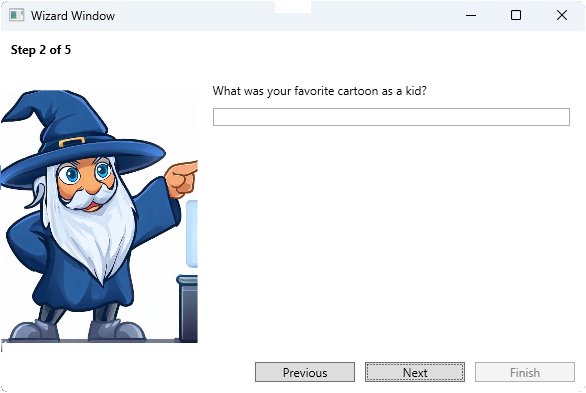 Wizard Window
Step 2 of 5
What was your favorite cartoon as a kid?
Previous
Next
Finish